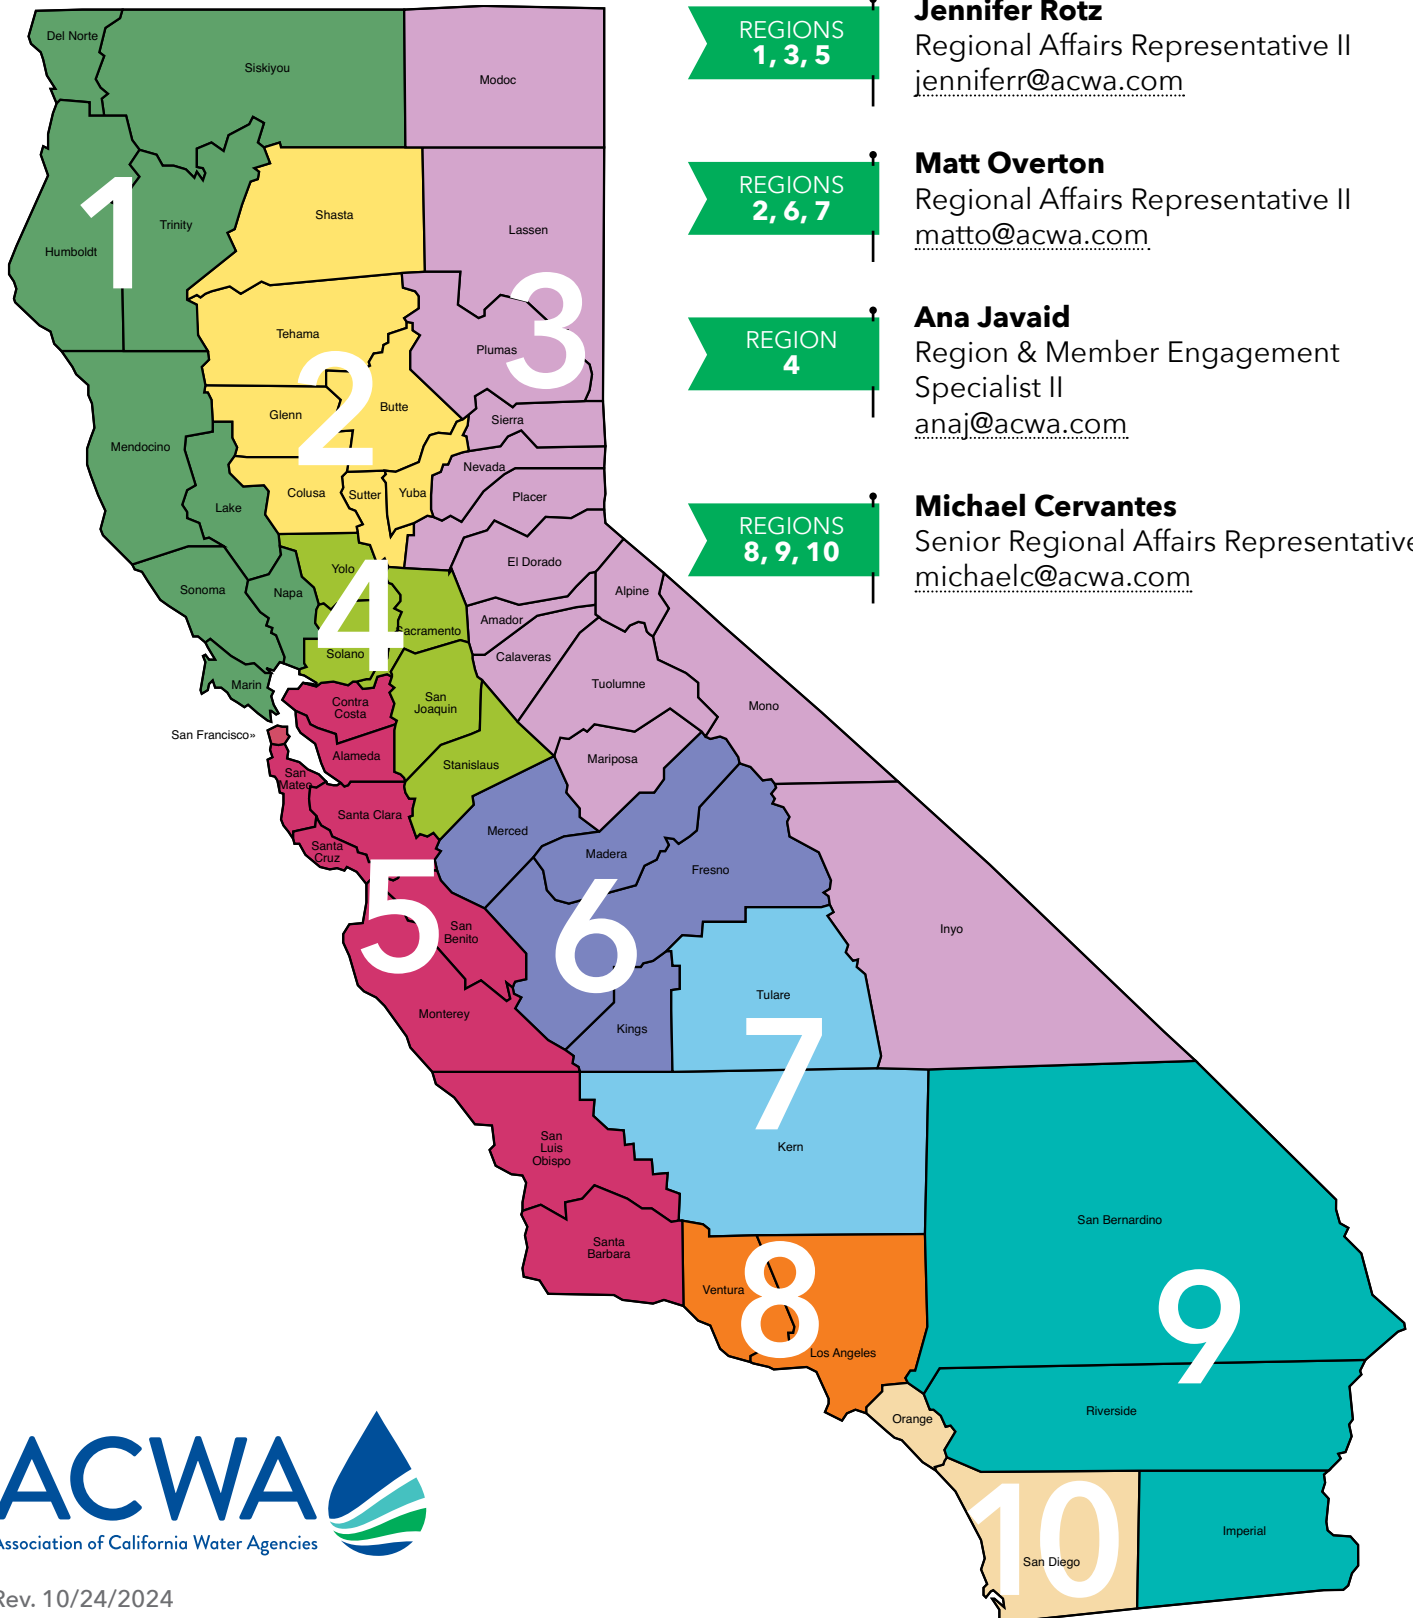 REGIONS
1, 3, 5
Jennifer Rotz
Regional Affairs Representative II
jenniferr@acwa.com
REGIONS
2, 6, 7
Matt Overton
Regional Affairs Representative II
matto@acwa.com
REGION
4
Ana Javaid
Region & Member Engagement
Specialist II
anaj@acwa.com
REGIONS
8, 9, 10
Michael Cervantes
Senior Regional Affairs Representative
michaelc@acwa.com
Del Norte
Siskiyou
Modoc
1
Humboldt
Trinity
Shasta
Lassen
3
Tehama
Plumas
2
Glenn
Butte
Sierra
Mendocino
Nevada
Colusa
Sutter
Yuba
Placer
Lake
El Dorado
Yolo
4
Alpine
Sonoma
Napa
Amador
Sacramento
Solano
Calaveras
Marin
Tuolumne
Contra
Costa
San
Joaquin
Mono
San Francisco»
Alameda
Stanislaus
Mariposa
San
Mateo
Santa Clara
Merced
Santa
Cruz
Madera
Fresno
5
6
San
Benito
Inyo
Tulare
Monterey
Kings
7
San
Luis
Obispo
Kern
San Bernardino
Santa
Barbara
8
Ventura
9
Los Angeles
Orange
Riverside
10
Imperial
San Diego
ACWA
Association of California Water Agencies
Rev. 10/24/2024